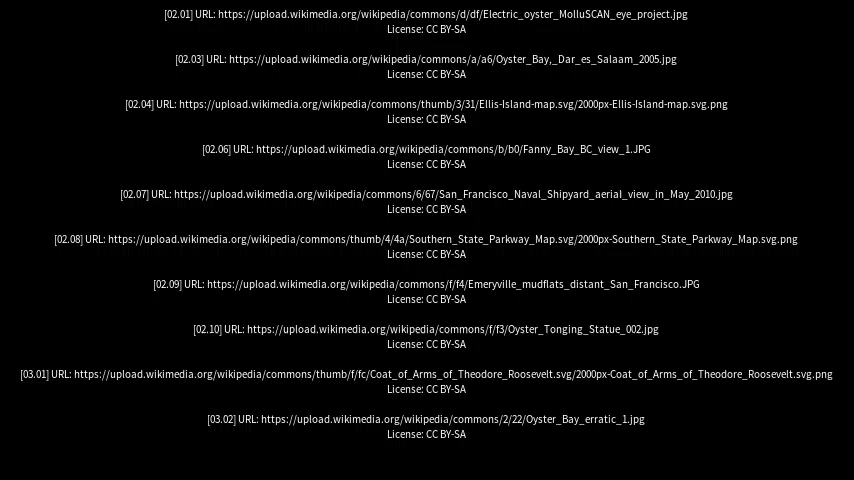 [02.01] URL: https://upload.wikimedia.org/wikipedia/commons/d/df/Electric_oyster_MolluSCAN_eye_project.jpg
License: CC BY-SA
[02.03] URL: https://upload.wikimedia.org/wikipedia/commons/a/a6/Oyster_Bay,_Dar_es_Salaam_2005.jpg
License: CC BY-SA
[02.04] URL: https://upload.wikimedia.org/wikipedia/commons/thumb/3/31/Ellis-Island-map.svg/2000px-Ellis-Island-map.svg.png
License: CC BY-SA
[02.06] URL: https://upload.wikimedia.org/wikipedia/commons/b/b0/Fanny_Bay_BC_view_1.JPG
License: CC BY-SA
[02.07] URL: https://upload.wikimedia.org/wikipedia/commons/6/67/San_Francisco_Naval_Shipyard_aerial_view_in_May_2010.jpg
License: CC BY-SA
[02.08] URL: https://upload.wikimedia.org/wikipedia/commons/thumb/4/4a/Southern_State_Parkway_Map.svg/2000px-Southern_State_Parkway_Map.svg.png
License: CC BY-SA
[02.09] URL: https://upload.wikimedia.org/wikipedia/commons/f/f4/Emeryville_mudflats_distant_San_Francisco.JPG
License: CC BY-SA
[02.10] URL: https://upload.wikimedia.org/wikipedia/commons/f/f3/Oyster_Tonging_Statue_002.jpg
License: CC BY-SA
[03.01] URL: https://upload.wikimedia.org/wikipedia/commons/thumb/f/fc/Coat_of_Arms_of_Theodore_Roosevelt.svg/2000px-Coat_of_Arms_of_Theodore_Roosevelt.svg.png
License: CC BY-SA
[03.02] URL: https://upload.wikimedia.org/wikipedia/commons/2/22/Oyster_Bay_erratic_1.jpg
License: CC BY-SA